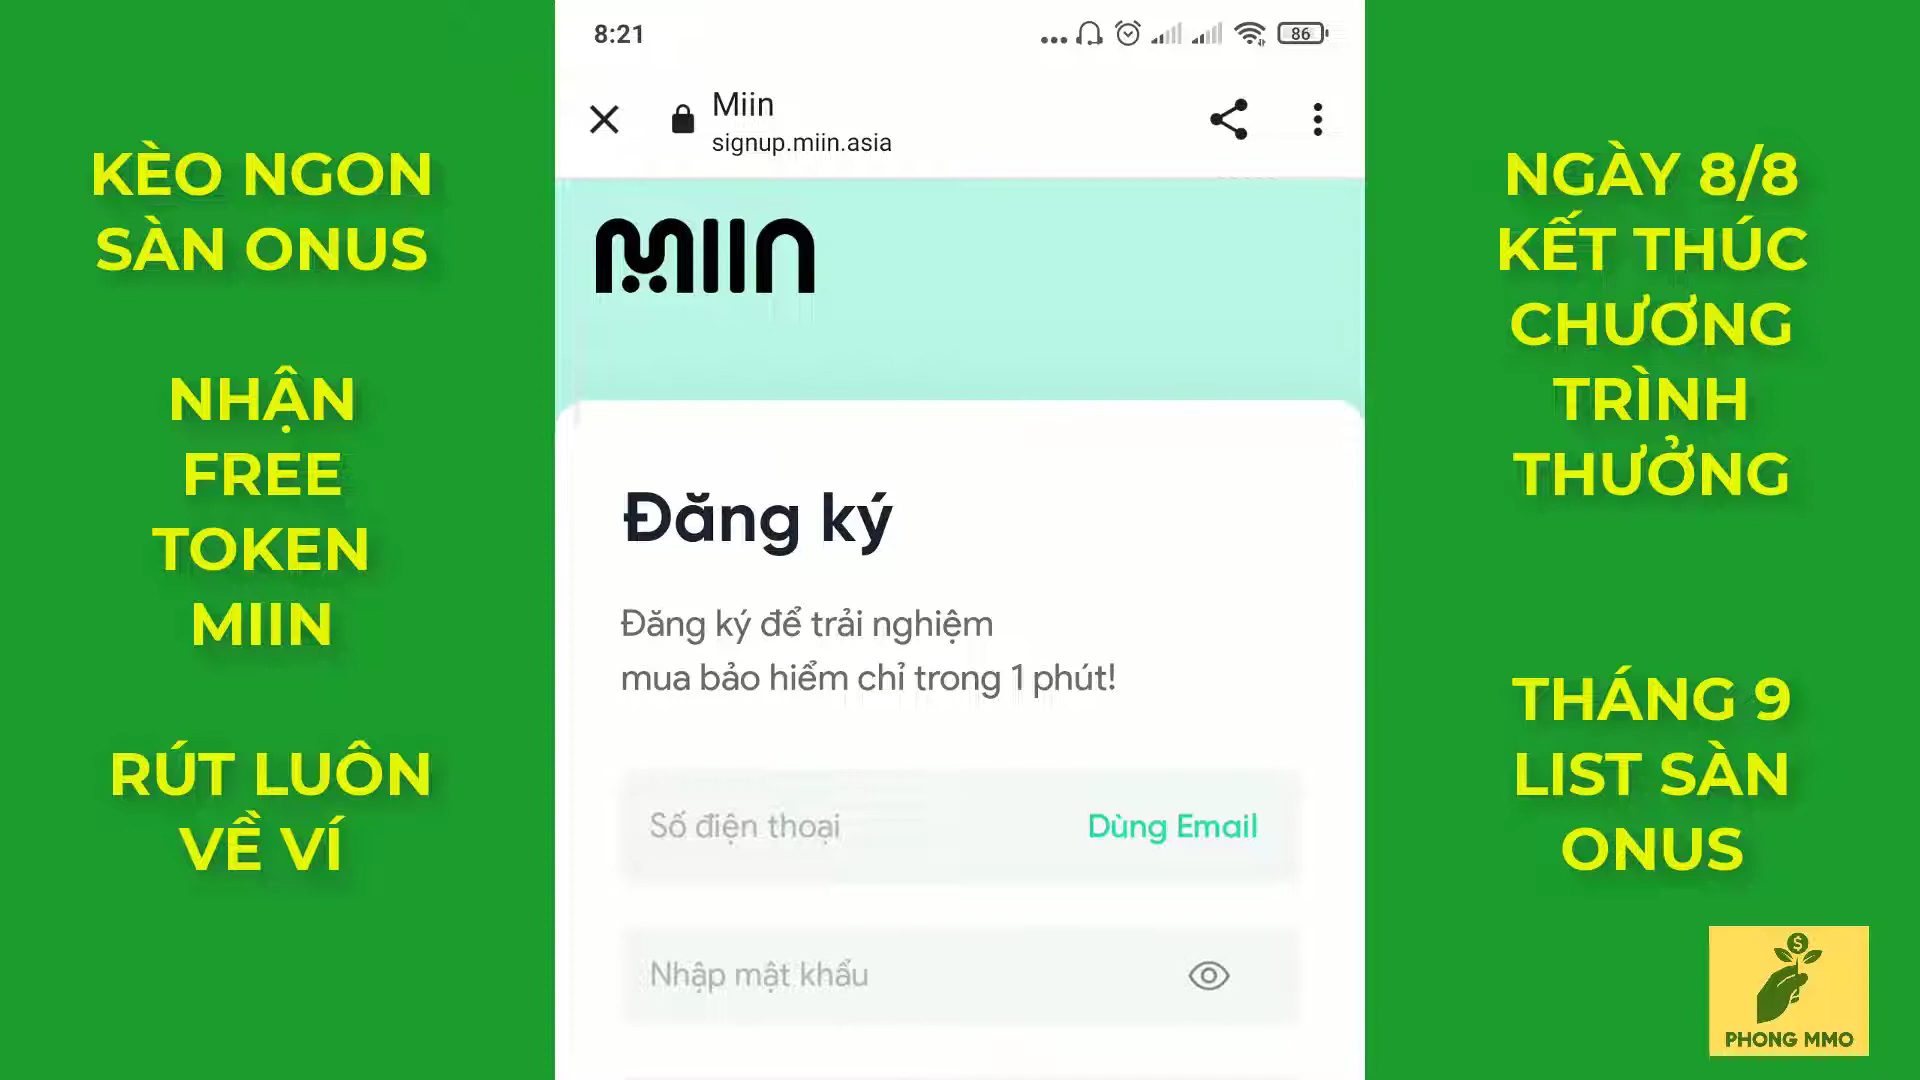 KÈO NGON
SÀN ONUS
NHẬN
FREE
TOKEN
MIIN
RÚT LUÔN
VỀ VÍ
8:21
86
Miin
signup.miin.asia
MIIN
Đăng ký
Đăng ký để trải nghiệm
mua bảo hiểm chỉ trong 1 phút!
Số điện thoại
Dùng Email
Nhập mật khẩu
NGÀY 8/8
KẾT THÚC
CHƯƠNG
TRÌNH
THƯỞNG
THÁNG 9
LIST SÀN
ONUS
$
PHONG MMO